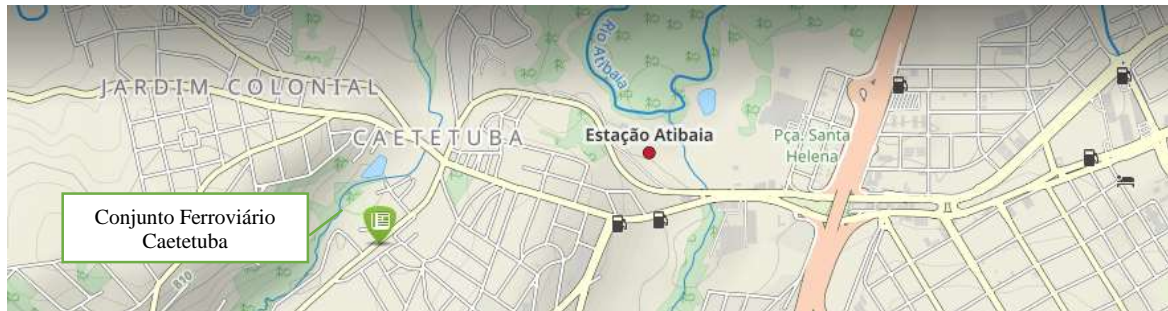 Rio Atibaia
JARDIM COLONIAL
CAETETUBA
Estação Atibaia
Pça. Santa
Helena
Conjunto Ferroviário
Caetetuba
810